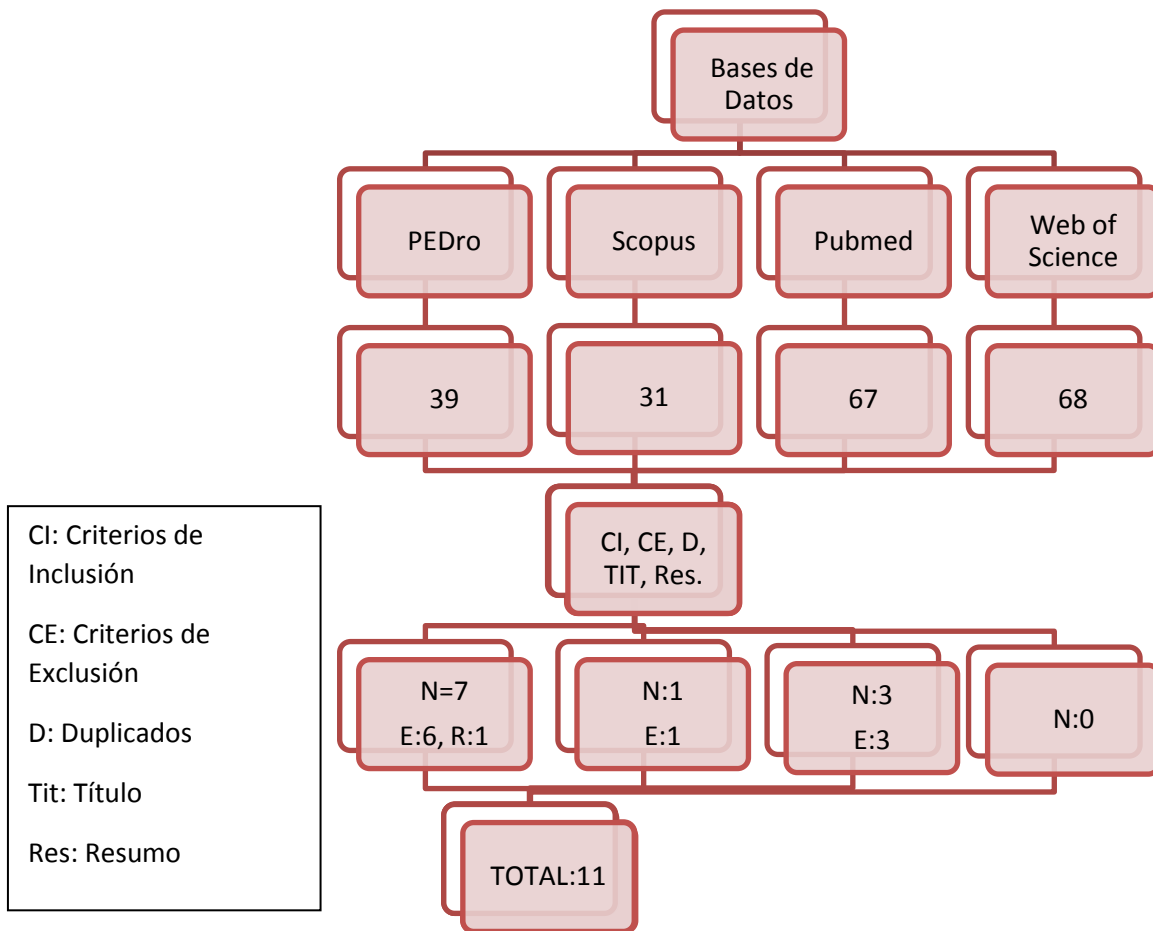 Bases de
Datos
PEDro
Scopus
Pubmed
Web of
Science
39
31
67
68
CI, CE, D,
TIT, Res.
CI: Criterios de
Inclusión
CE: Criterios de
Exclusión
D: Duplicados
Tit: Título
Res: Resumo
N=7
E:6, R:1
N:1
E:1
N:3
E:3
N:0
TOTAL:11